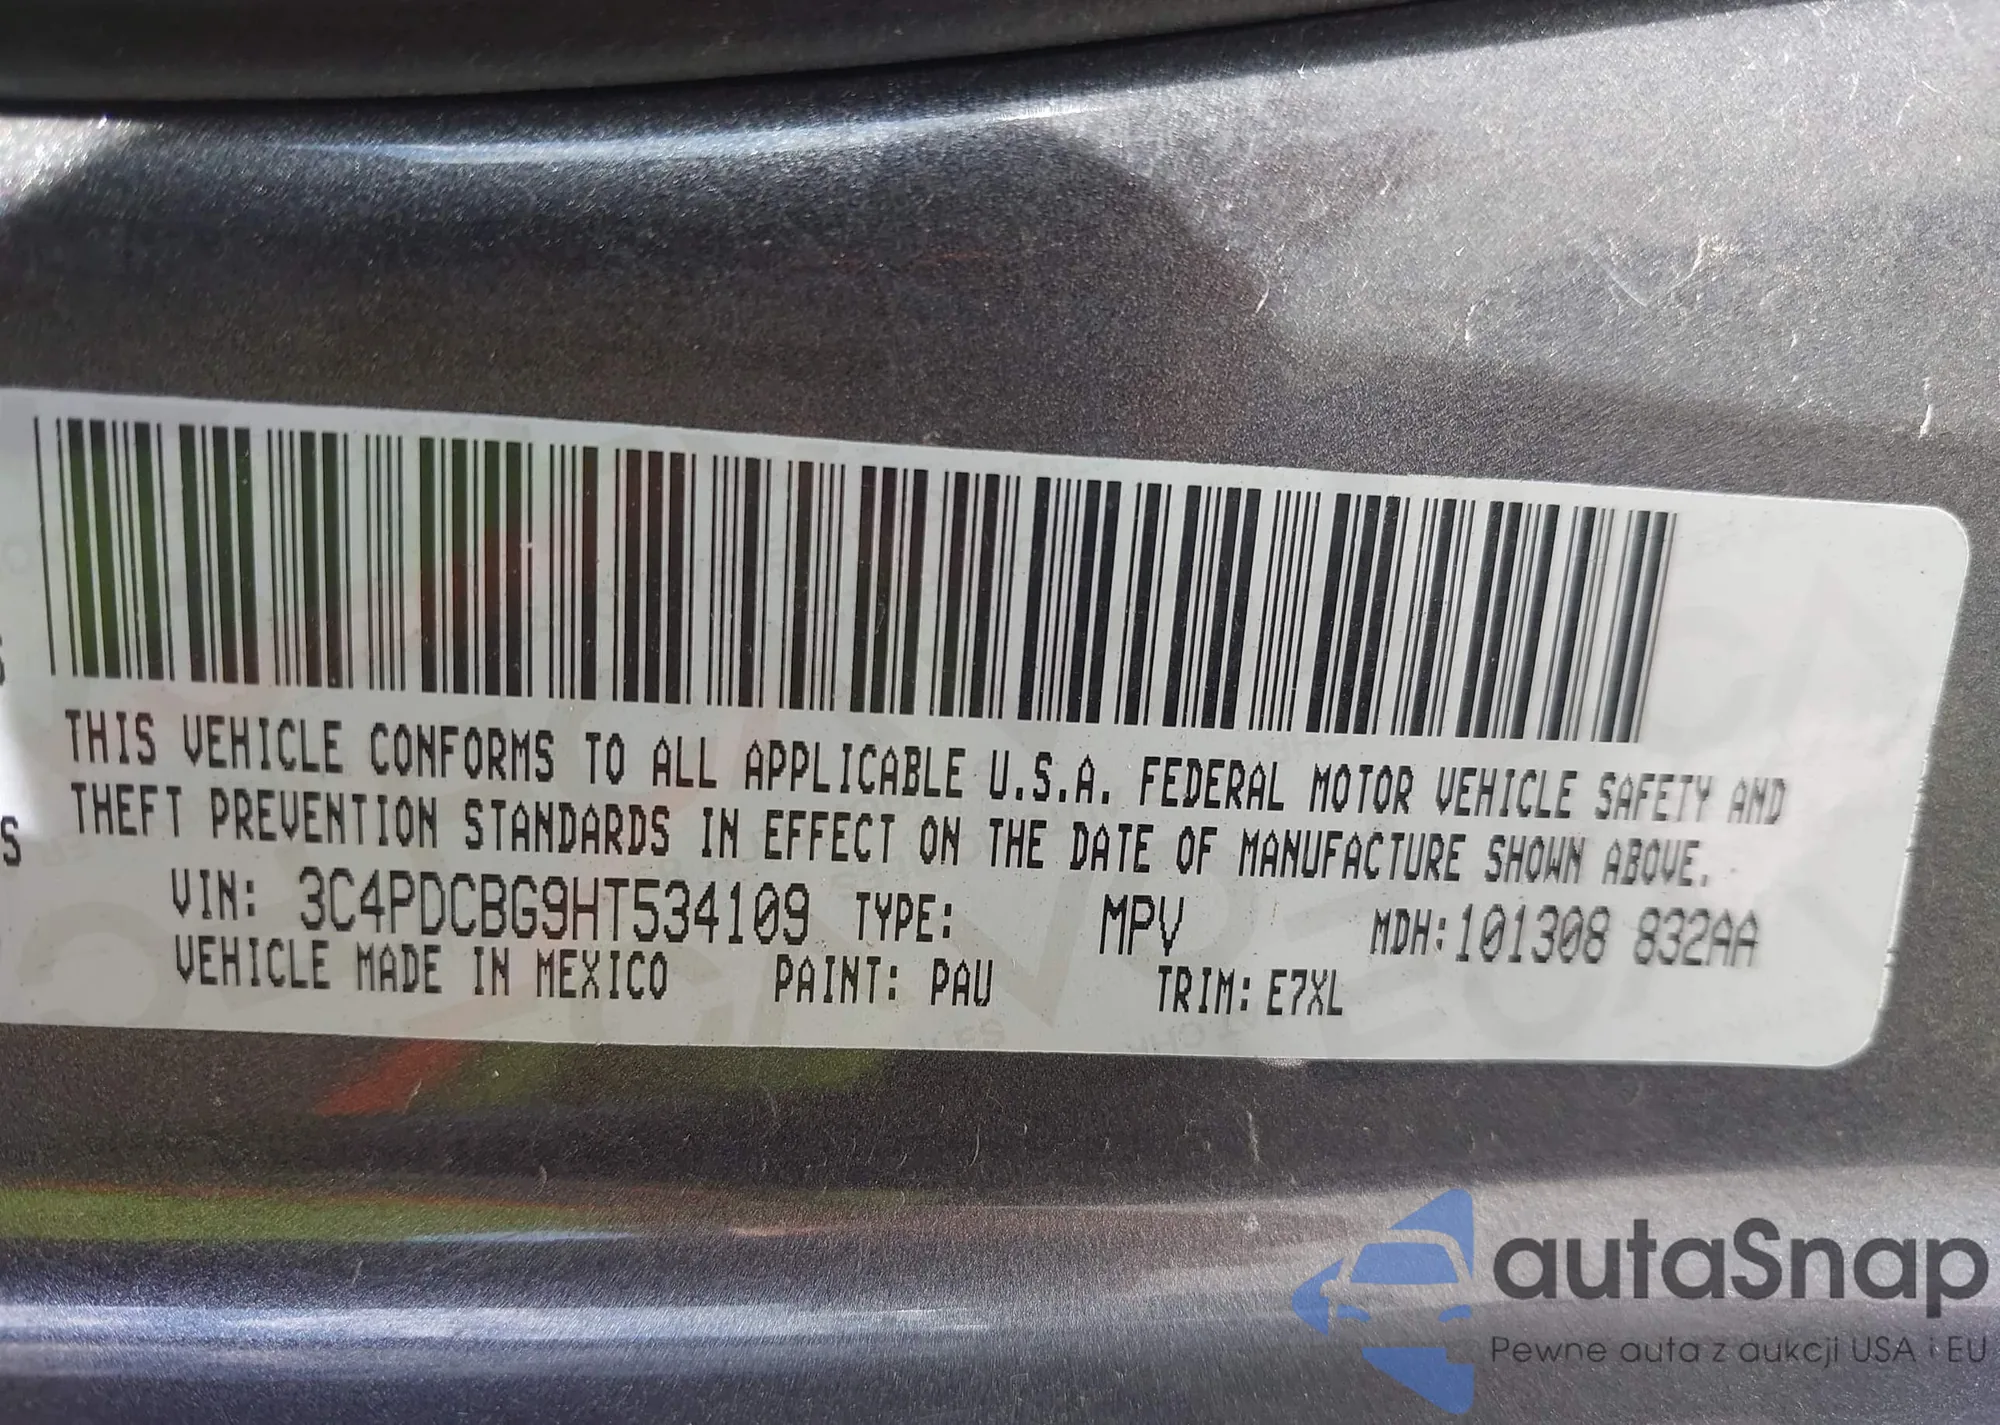 THIS VEHICLE CONFORMS TO ALL APPLICABLE U.S.A. FEDERAL MOTOR VEHICLE SAFETY AND
THEFT PREVENTION STANDARDS IN EFFECT ON THE DATE OF MANUFACTURE SHOWN ABOVE.
VIN: 3C4PDCBG9HT534109 TYPE: MPV MDH:101308 832AA
VEHICLE MADE IN MEXICO PAINT: PAU TRIM: E7XL
autaSnap
Pewne auta z aukcji USA i EU